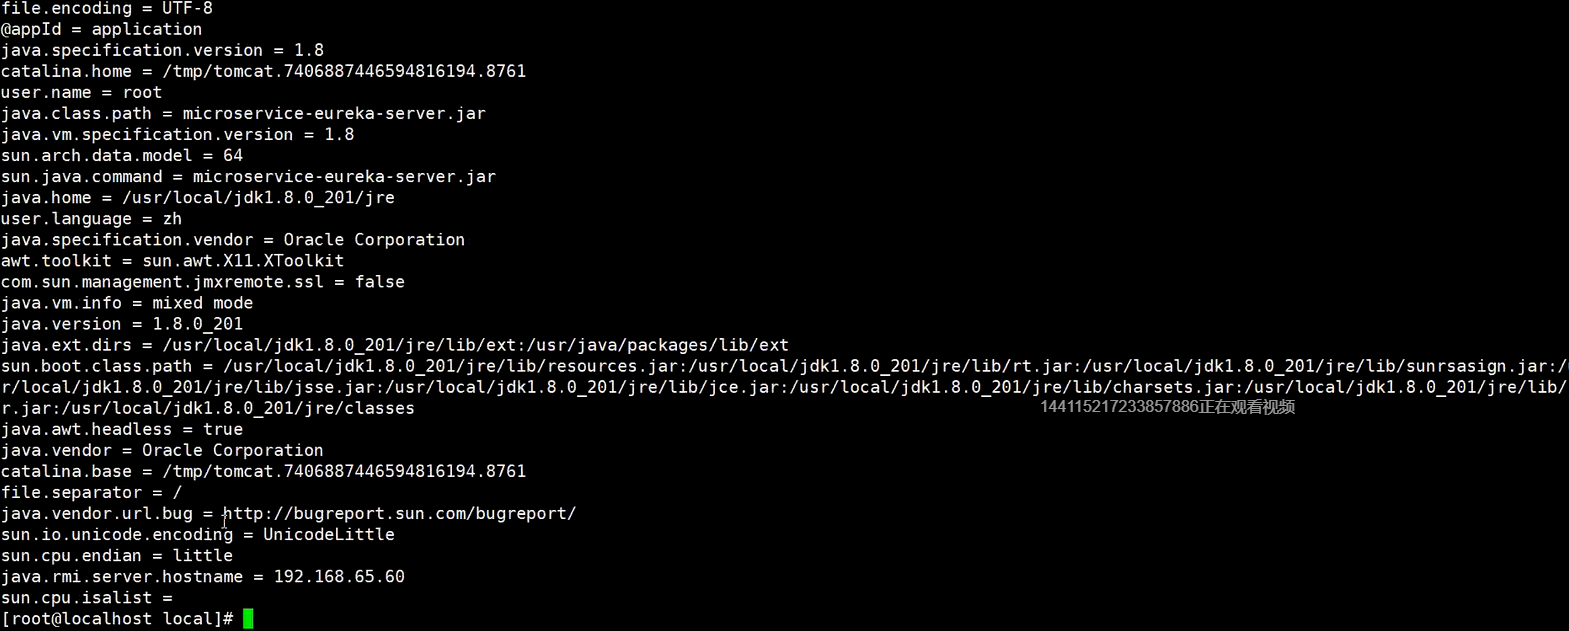 file.encoding = UTF-8
@appId = application
java.specification.version = 1.8
catalina.home = /tmp/tomcat.7406887446594816194.8761
user.name = root
java.class.path = microservice-eureka-server.jar
java.vm.specification.version = 1.8
sun.arch.data.model = 64
sun.java.command = microservice-eureka-server.jar
java.home = /usr/local/jdk1.8.0_201/jre
user.language = zh
java.specification.vendor = Oracle Corporation
awt.toolkit = sun.awt.X11.XToolkit
com.sun.management.jmxremote.ssl = false
java.vm.info = mixed mode
java.version = 1.8.0_201
java.ext.dirs = /usr/local/jdk1.8.0_201/jre/lib/ext:/usr/java/packages/lib/ext
sun.boot.class.path = /usr/local/jdk1.8.0_201/jre/lib/resources.jar:/usr/local/jdk1.8.0_201/jre/lib/rt.jar:/usr/local/jdk1.8.0_201/jre/lib/sunrsasign.jar:/
r/local/jdk1.8.0_201/jre/lib/jsse.jar:/usr/local/jdk1.8.0_201/jre/lib/jce.jar:/usr/local/jdk1.8.0_201/jre/lib/charsets.jar:/usr/local/jdk1.8.0_201/jre/lib/
r.jar:/usr/local/jdk1.8.0_201/jre/classes
144115217233857886正在观看视频
java.awt.headless = true
java.vendor = Oracle Corporation
catalina.base = /tmp/tomcat.7406887446594816194.8761
file.separator = /
java.vendor.url.bug = http://bugreport.sun.com/bugreport/
sun.io.unicode.encoding = UnicodeLittle
sun.cpu.endian = little
java.rmi.server.hostname = 192.168.65.60
sun.cpu.isalist =
[root@localhost local]#